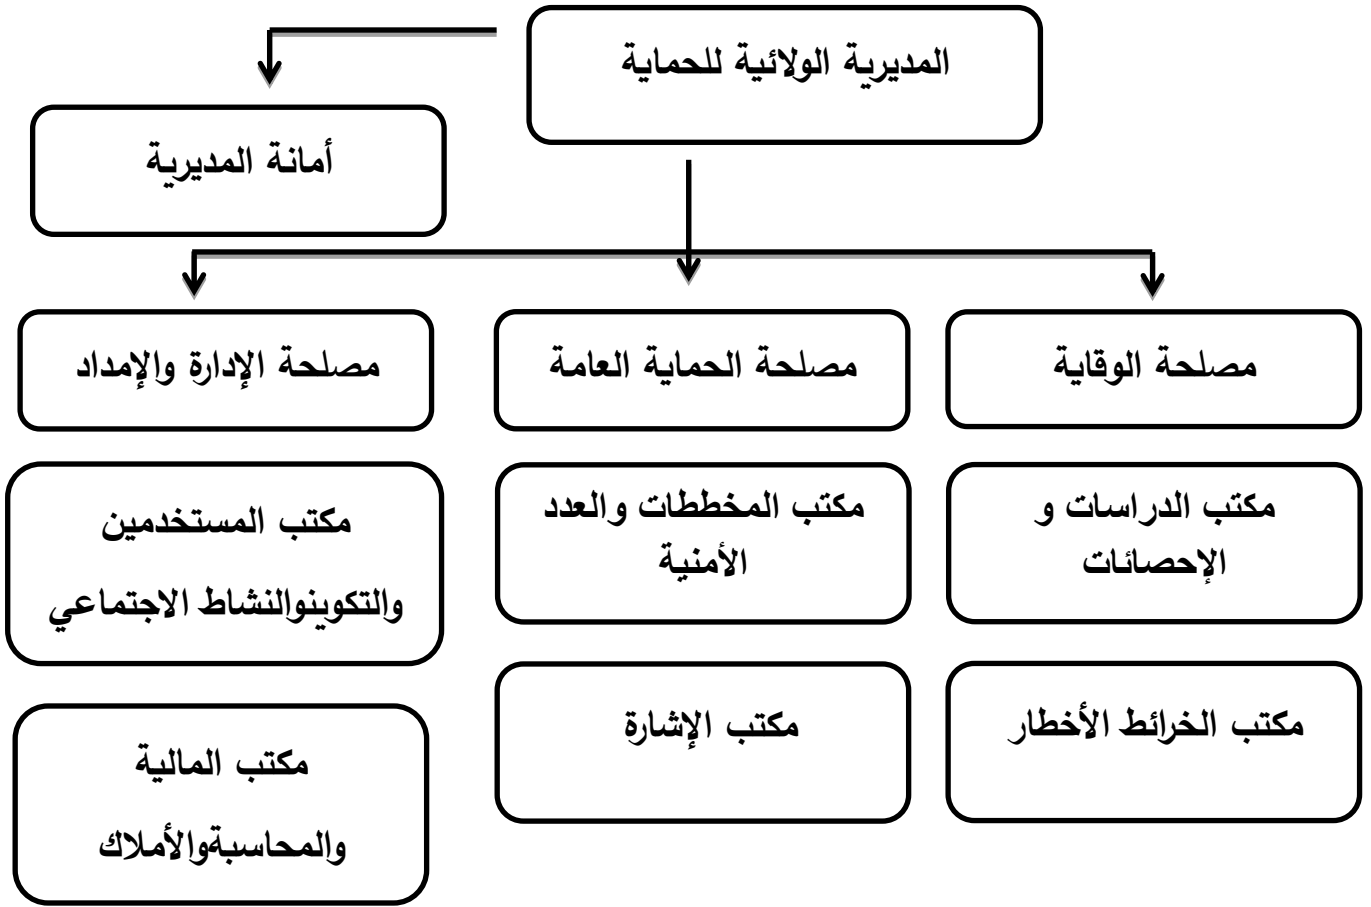 المديرية الولائية للحماية
أمانة المديرية
مصلحة الوقاية
مصلحة الحماية العامة
مصلحة الإدارة والإمداد
مكتب الدراسات و
الإحصائات
مكتب المخططات والعدد
الأمنية
مكتب المستخدمين
والتكوينوالنشاط الاجتماعي
مكتب الخرائط الأخطار
مكتب الإشارة
مكتب المالية
والمحاسبةوالأملاك